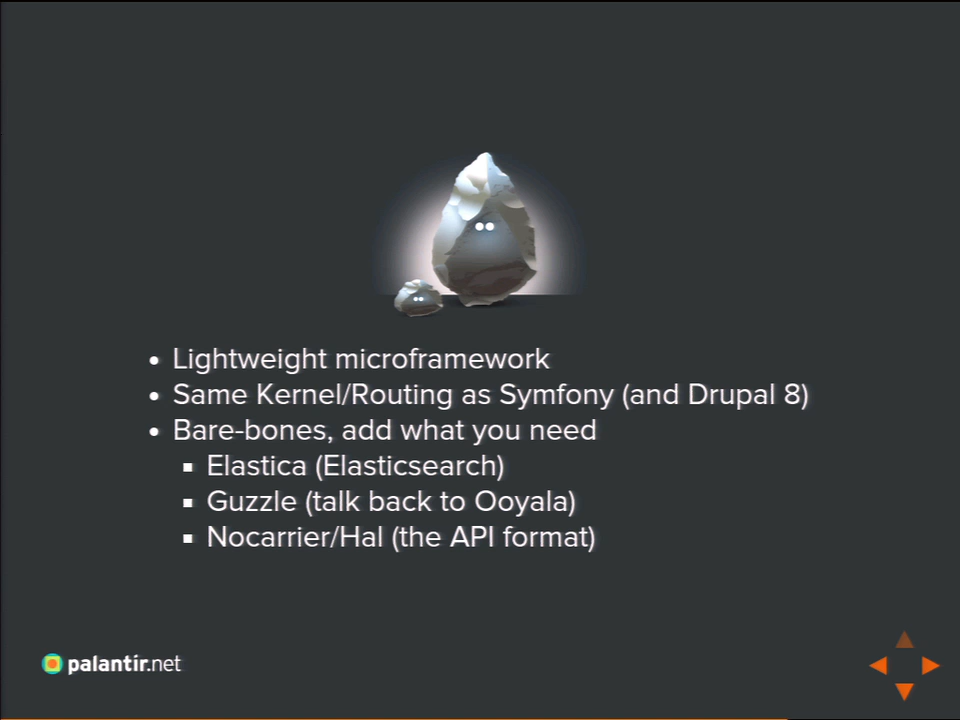 Lightweight microframework
Same Kernel/Routing as Symfony (and Drupal 8)
Bare-bones, add what you need
Elastica (Elasticsearch)
Guzzle (talk back to Ooyala)
Nocarrier/Hal (the API format)
palantir.net